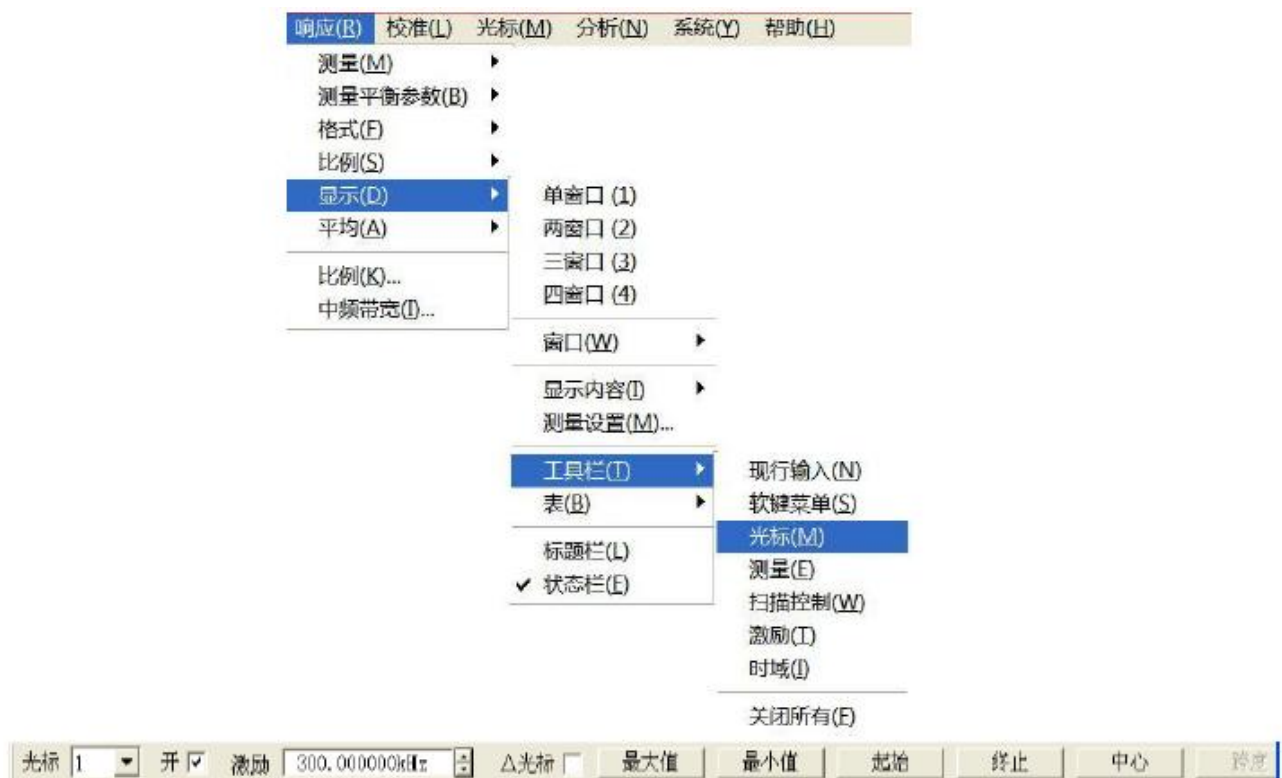 响应(R) 校准(L) 光标(M) 分析(N) 系统(Y) 帮助(H)
测量(M)
测量平衡参数(B)
格式(F)
比例(S)
显示(D)
平均(A)
比例(K)...
中频带宽(I)...
单窗口 (1)
两窗口 (2)
三窗口 (3)
四窗口 (4)
窗口(W)
显示内容(I)
测量设置(M)...
工具栏(T)
表(B)
标题栏(L)
状态栏(F)
现行输入(N)
软键菜单(S)
光标(M)
测量(E)
扫描控制(W)
激励(T)
时域(I)
关闭所有(F)
光标 1 开 激励 300.000000kHz △光标 最大值 最小值 起始 终止 中心 跨度